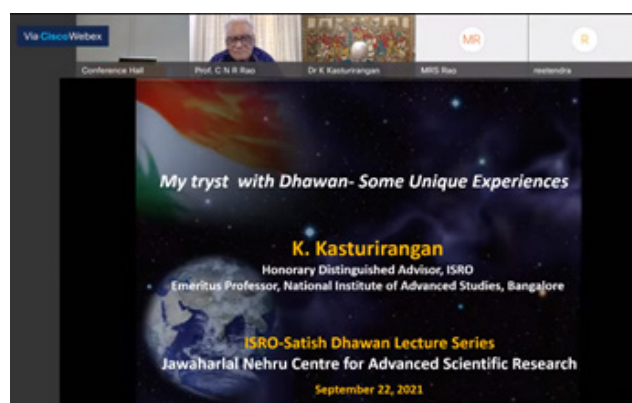 Via Cisco Webex
MR
R
Conference Hall
Prof. C N R Rao
Dr K Kasturirangan
MRS Rao
reetendra
My tryst with Dhawan- Some Unique Experiences
K. Kasturirangan
Honorary Distinguished Advisor, ISRO
Emeritus Professor, National Institute of Advanced Studies, Bangalore
ISRO-Satish Dhawan Lecture Series
Jawaharlal Nehru Centre for Advanced Scientific Research
September 22, 2021